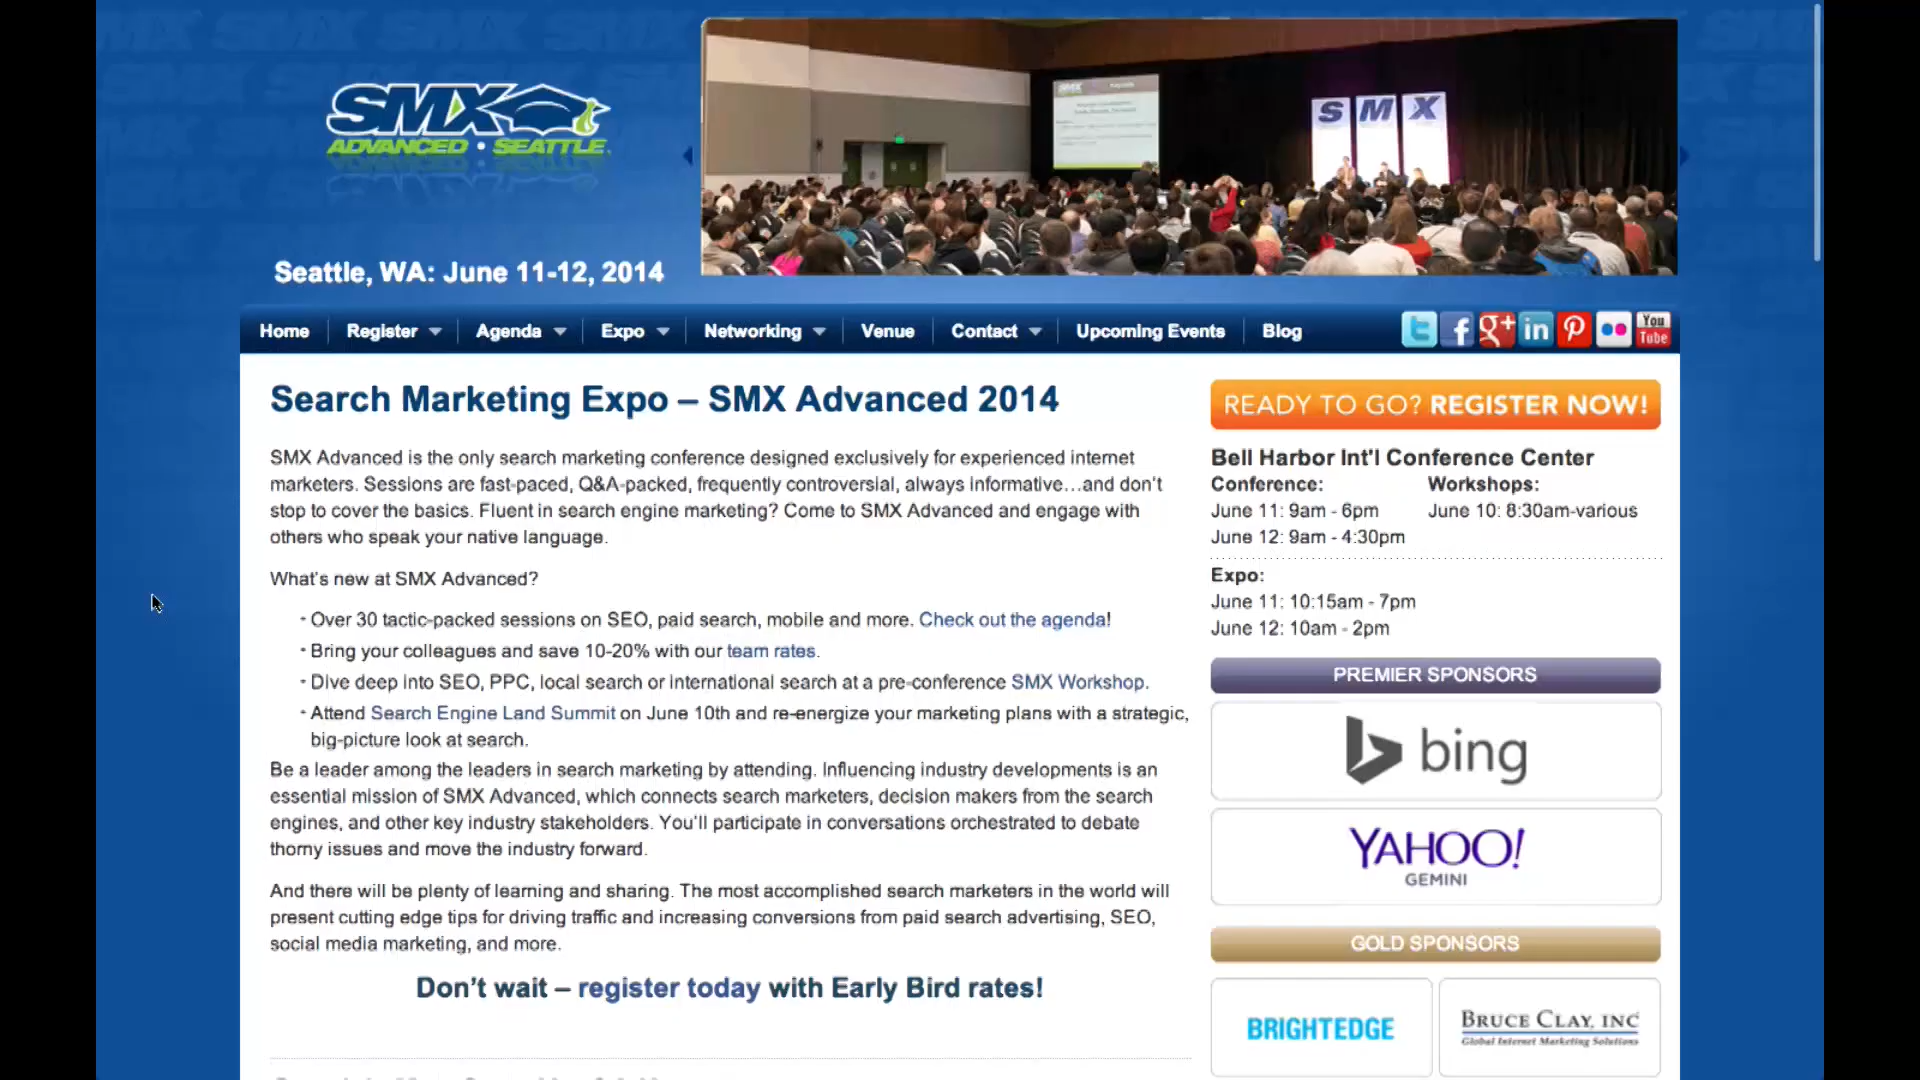 SMX
ADVANCED • SEATTLE
SMX
Seattle, WA: June 11-12, 2014
Home
Register
Agenda
Expo
Networking
Venue
Contact
Upcoming Events
Blog
You
Tube
Search Marketing Expo – SMX Advanced 2014
SMX Advanced is the only search marketing conference designed exclusively for experienced internet
marketers. Sessions are fast-paced, Q&A-packed, frequently controversial, always informative…and don't
stop to cover the basics. Fluent in search engine marketing? Come to SMX Advanced and engage with
others who speak your native language.
What's new at SMX Advanced?
- Over 30 tactic-packed sessions on SEO, paid search, mobile and more. Check out the agenda!
- Bring your colleagues and save 10-20% with our team rates.
- Dive deep into SEO, PPC, local search or international search at a pre-conference SMX Workshop.
- Attend Search Engine Land Summit on June 10th and re-energize your marketing plans with a strategic,
big-picture look at search.
Be a leader among the leaders in search marketing by attending. Influencing industry developments is an
essential mission of SMX Advanced, which connects search marketers, decision makers from the search
engines, and other key industry stakeholders. You'll participate in conversations orchestrated to debate
thorny issues and move the industry forward.
And there will be plenty of learning and sharing. The most accomplished search marketers in the world will
present cutting edge tips for driving traffic and increasing conversions from paid search advertising, SEO,
social media marketing, and more.
Don't wait – register today with Early Bird rates!
READY TO GO? REGISTER NOW!
Bell Harbor Int'l Conference Center
Conference:
June 11: 9am - 6pm
June 12: 9am - 4:30pm
Workshops:
June 10: 8:30am-various
Expo:
June 11: 10:15am - 7pm
June 12: 10am - 2pm
PREMIER SPONSORS
bing
YAHOO!
GEMINI
GOLD SPONSORS
BRIGHTEDGE
BRUCE CLAY, INC
Global Internet Marketing Solutions